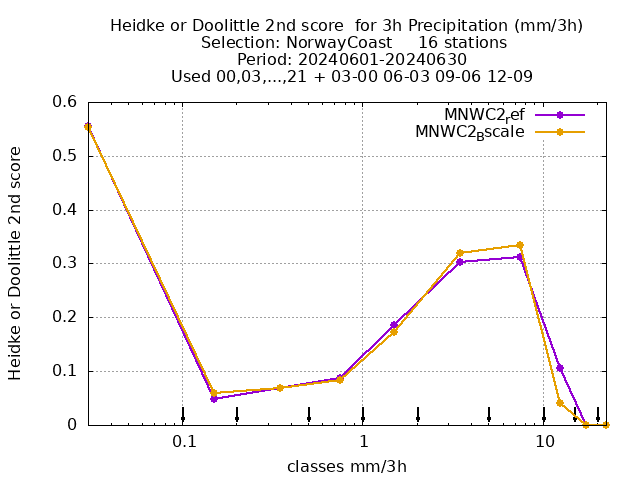 Heidke or Doolittle 2nd score  for 3h Precipitation (mm/3h)
Selection: NorwayCoast     16 stations
Period: 20240601-20240630
Used 00,03,...,21 + 03-00 06-03 09-06 12-09
MNWC2_ref
MNWC2_Bscale
0.6
0.5
0.4
0.3
0.2
0.1
0
Heidke or Doolittle 2nd score
0.1
1
10
classes mm/3h